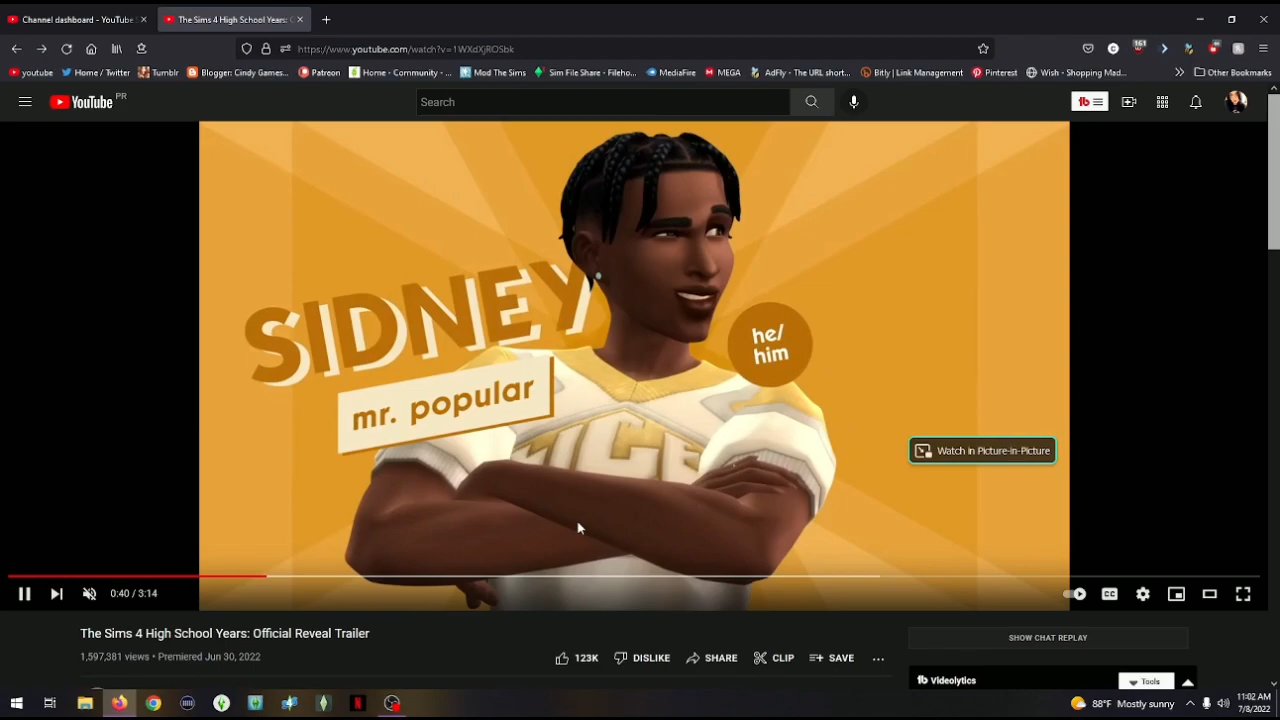 Channel dashboard - YouTube S
The Sims 4 High School Years: O
https://www.youtube.com/watch?v=1WXdXjROSbk
161
youtube
Home / Twitter
Tumblr
Blogger: Cindy Games...
Patreon
Home - Community - ...
Mod The Sims
Sim File Share - Fileho...
MediaFire
MEGA
AdFly - The URL short...
Bitly | Link Management
Pinterest
Wish - Shopping Mad...
Other Bookmarks
YouTube PR
Search
tb
SIDNEY
mr. popular
he/
him
Watch in Picture-in-Picture
0:40 / 3:14
CC
The Sims 4 High School Years: Official Reveal Trailer
1,597,381 views • Premiered Jun 30, 2022
123K
DISLIKE
SHARE
CLIP
SAVE
SHOW CHAT REPLAY
tb Videolytics
Tools
88°F Mostly sunny
11:02 AM
7/8/2022